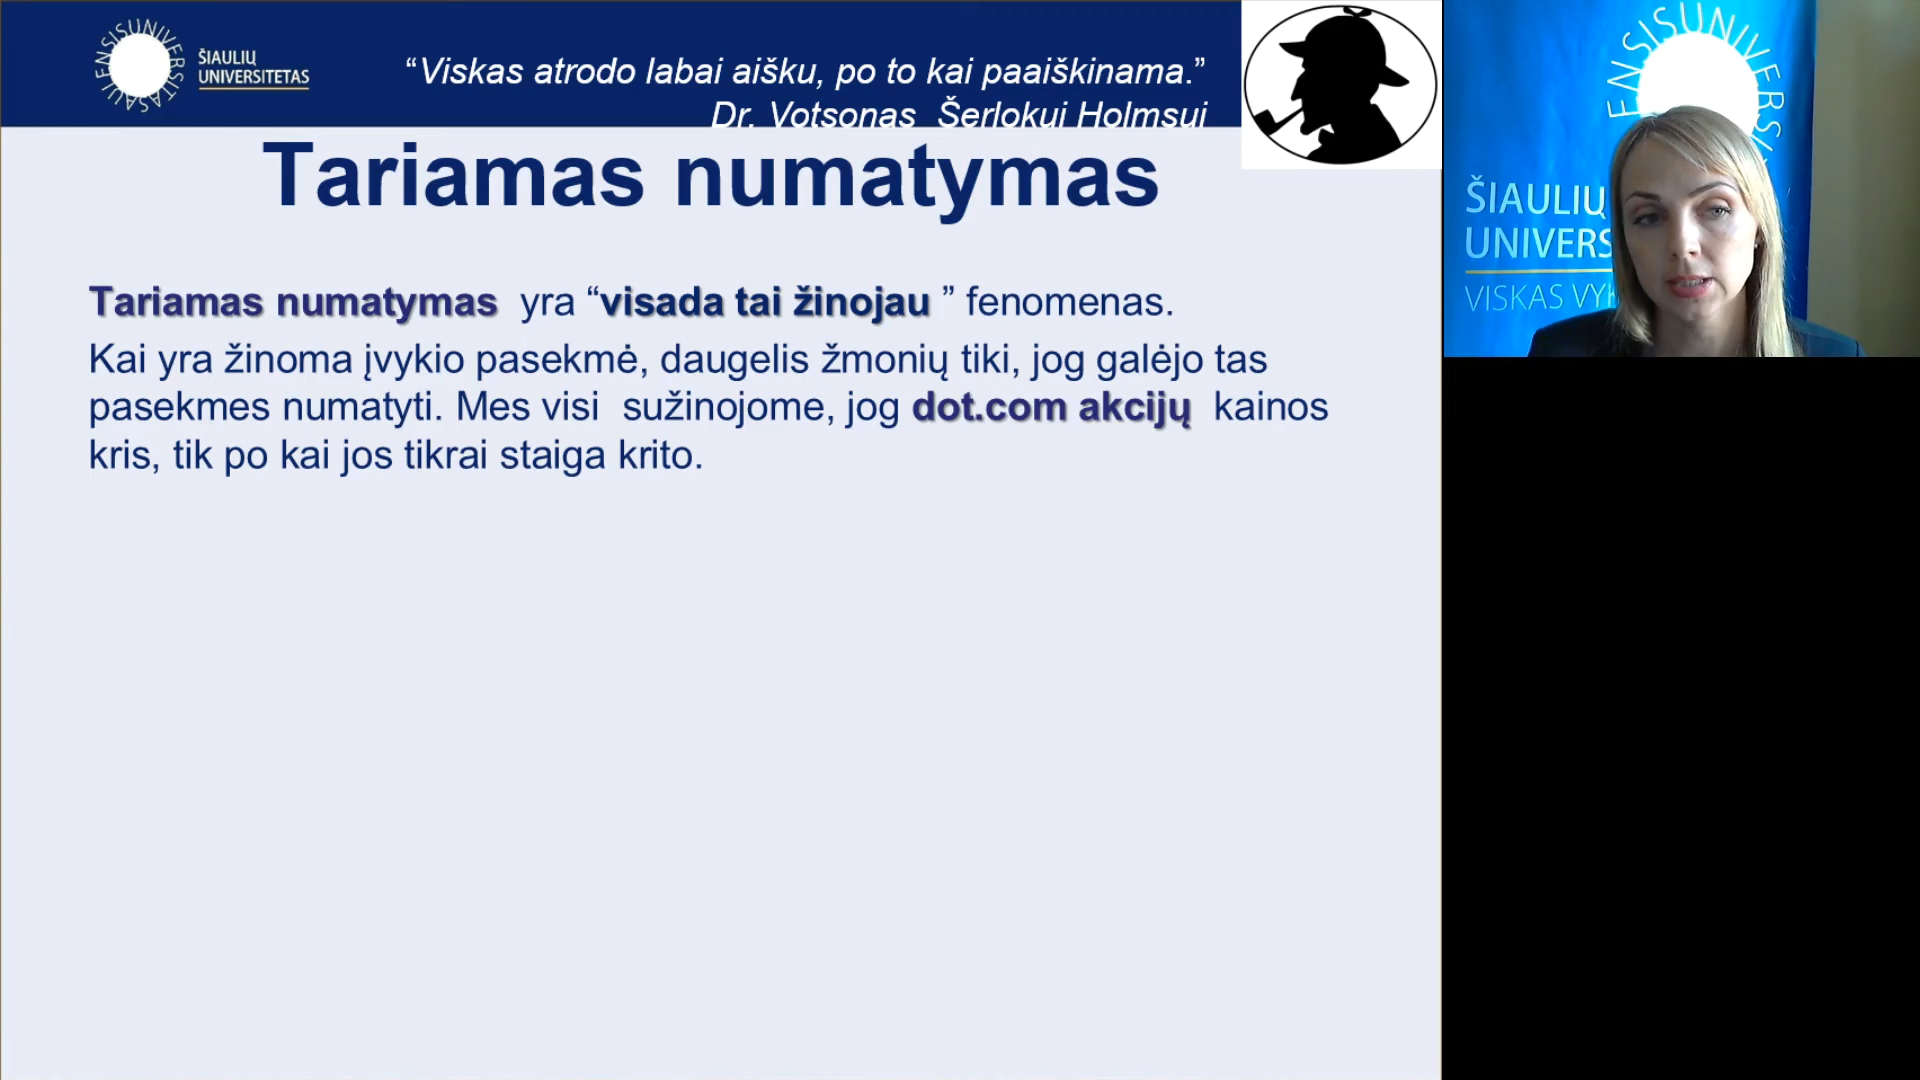 ŠIAULIŲ
UNIVERSITETAS
“Viskas atrodo labai aišku, po to kai paaiškinama.”
Dr. Votsonas Šerlokui Holmsui
Tariamas numatymas
Tariamas numatymas yra “visada tai žinojau ” fenomenas.
Kai yra žinoma įvykio pasekmė, daugelis žmonių tiki, jog galėjo tas
pasekmes numatyti. Mes visi sužinojome, jog dot.com akcijų kainos
kris, tik po kai jos tikrai staiga krito.
ŠIAULIŲ
UNIVERS
VISKAS